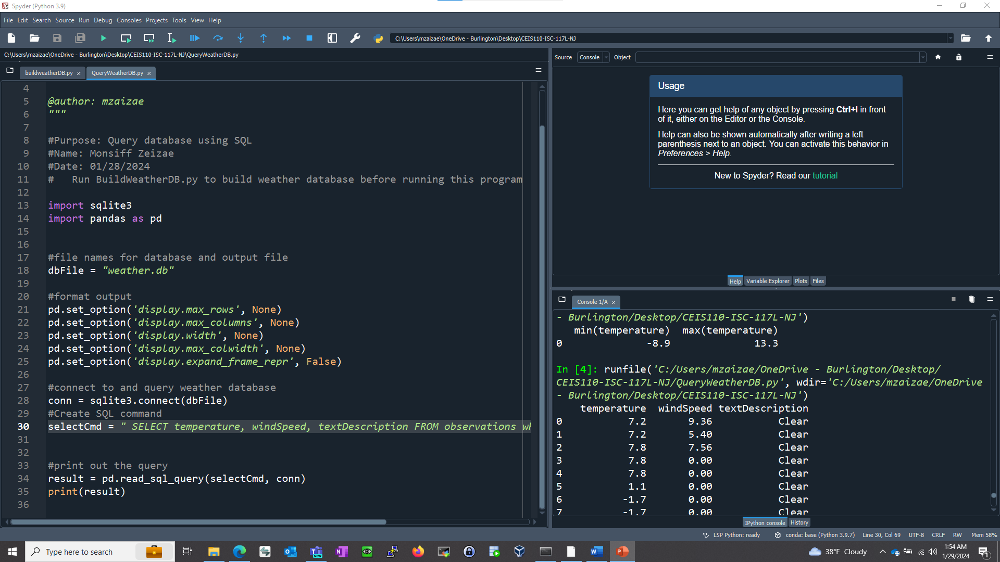 Spyder (Python 3.9)
File Edit Search Source Run Debug Consoles Projects Tools View Help
C:\Users\mzaizae\OneDrive - Burlington\Desktop\CEIS110-ISC-117L-NJ
C:\Users\mzaizae\OneDrive - Burlington\Desktop\CEIS110-ISC-117L-NJ\QueryWeatherDB.py
buildweatherDB.py QueryWeatherDB.py
4
5 @author: mzaizae
6 """
7
8 #Purpose: Query database using SQL
9 #Name: Monsiff Zeizae
10 #Date: 01/28/2024
11 #   Run BuildWeatherDB.py to build weather database before running this program
12
13 import sqlite3
14 import pandas as pd
15
16
17 #file names for database and output file
18 dbFile = "weather.db"
19
20 #format output
21 pd.set_option('display.max_rows', None)
22 pd.set_option('display.max_columns', None)
23 pd.set_option('display.width', None)
24 pd.set_option('display.max_colwidth', None)
25 pd.set_option('display.expand_frame_repr', False)
26
27 #connect to and query weather database
28 conn = sqlite3.connect(dbFile)
29 #Create SQL command
30 selectCmd = " SELECT temperature, windSpeed, textDescription FROM observations
31
32
33 #print out the query
34 result = pd.read_sql_query(selectCmd, conn)
35 print(result)
36
Source Console Object
Usage
Here you can get help of any object by pressing Ctrl+I in front
of it, either on the Editor or the Console.
Help can also be shown automatically after writing a left
parenthesis next to an object. You can activate this behavior in
Preferences > Help.
New to Spyder? Read our tutorial
Help Variable Explorer Plots Files
Console 1/A
- Burlington/Desktop/CEIS110-ISC-117L-NJ')
min(temperature) max(temperature)
0 -8.9 13.3
In [4]: runfile('C:/Users/mzaizae/OneDrive - Burlington/Desktop/
CEIS110-ISC-117L-NJ/QueryWeatherDB.py', wdir='C:/Users/mzaizae/OneDrive
- Burlington/Desktop/CEIS110-ISC-117L-NJ')
temperature windSpeed textDescription
0 7.2 9.36 Clear
1 7.2 5.40 Clear
2 7.8 7.56 Clear
3 7.8 0.00 Clear
4 7.8 0.00 Clear
5 1.1 0.00 Clear
6 -1.7 0.00 Clear
7 -1.7 0.00 Clear
IPython console History
LSP Python: ready conda: base (Python 3.9.7) Line 30, Col 69 UTF-8 CRLF RW Mem 58%
Type here to search
NEW
38°F Cloudy
1:54 AM
1/29/2024
1